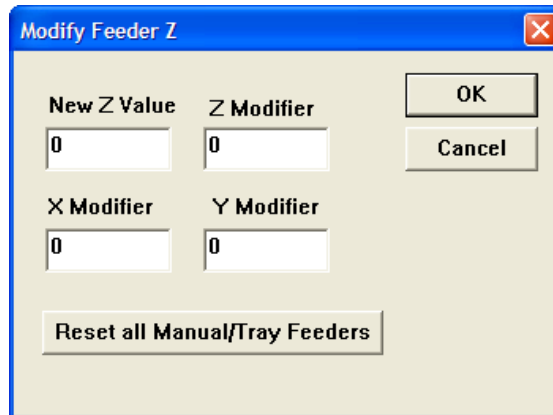 Modify Feeder Z
New Z Value
Z Modifier
OK
0
0
Cancel
X Modifier
Y Modifier
0
0
Reset all Manual/Tray Feeders